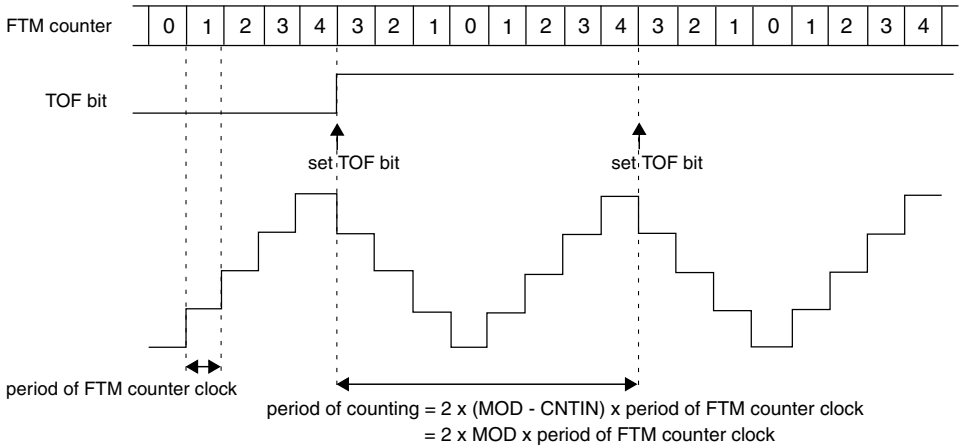 FTM counter 0 1 2 3 4 3 2 1 0 1 2 3 4 3 2 1 0 1 2 3 4
TOF bit
set TOF bit set TOF bit
period of FTM counter clock
period of counting = 2 x (MOD - CNTIN) x period of FTM counter clock
= 2 x MOD x period of FTM counter clock